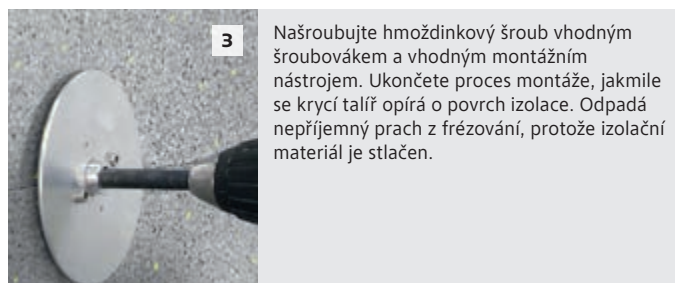 3
Našroubujte hmoždinkový šroub vhodným
šroubovákem a vhodným montážním
nástrojem. Ukončete proces montáže, jakmile
se krycí talíř opírá o povrch izolace. Odpadá
nepříjemný prach z frézování, protože izolační
materiál je stlačen.